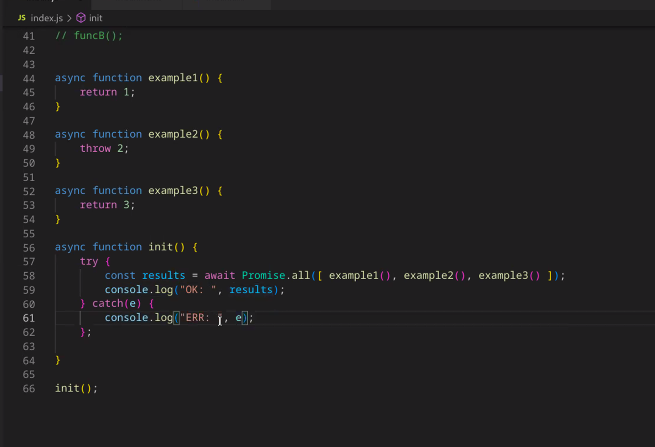 JS index.js > init
41 // funcB();
42
43
44 async function example1() {
45 return 1;
46 }
47
48 async function example2() {
49 throw 2;
50 }
51
52 async function example3() {
53 return 3;
54 }
55
56 async function init() {
57 try {
58 const results = await Promise.all([ example1(), example2(), example3() ]);
59 console.log("OK: ", results);
60 } catch(e) {
61 console.log("ERR: ", e);
62 };
63
64 }
65
66 init();